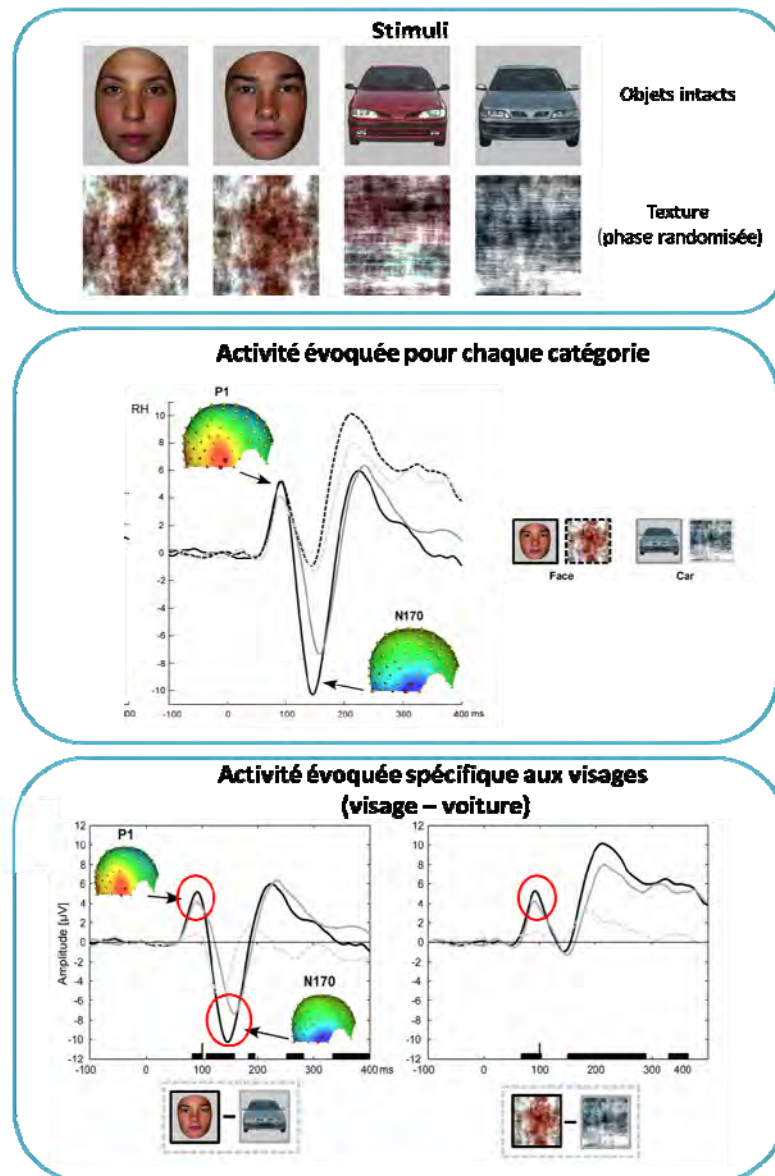 Stimuli
Objets intacts
Texture
(phase randomisée)
Activité évoquée pour chaque catégorie
P1
RH
10
8
6
4
2
0
-2
-4
-6
-8
-10
N170
-100 0 100 200 300 400 ms
Face Car
Activité évoquée spécifique aux visages
(visage – voiture)
12
10
8
6
4
2
0
-2
-4
-6
-8
-10
-12
Amplitude [µV]
P1
N170
-100 0 100 200 300 400 ms
-100 0 100 200 300 400